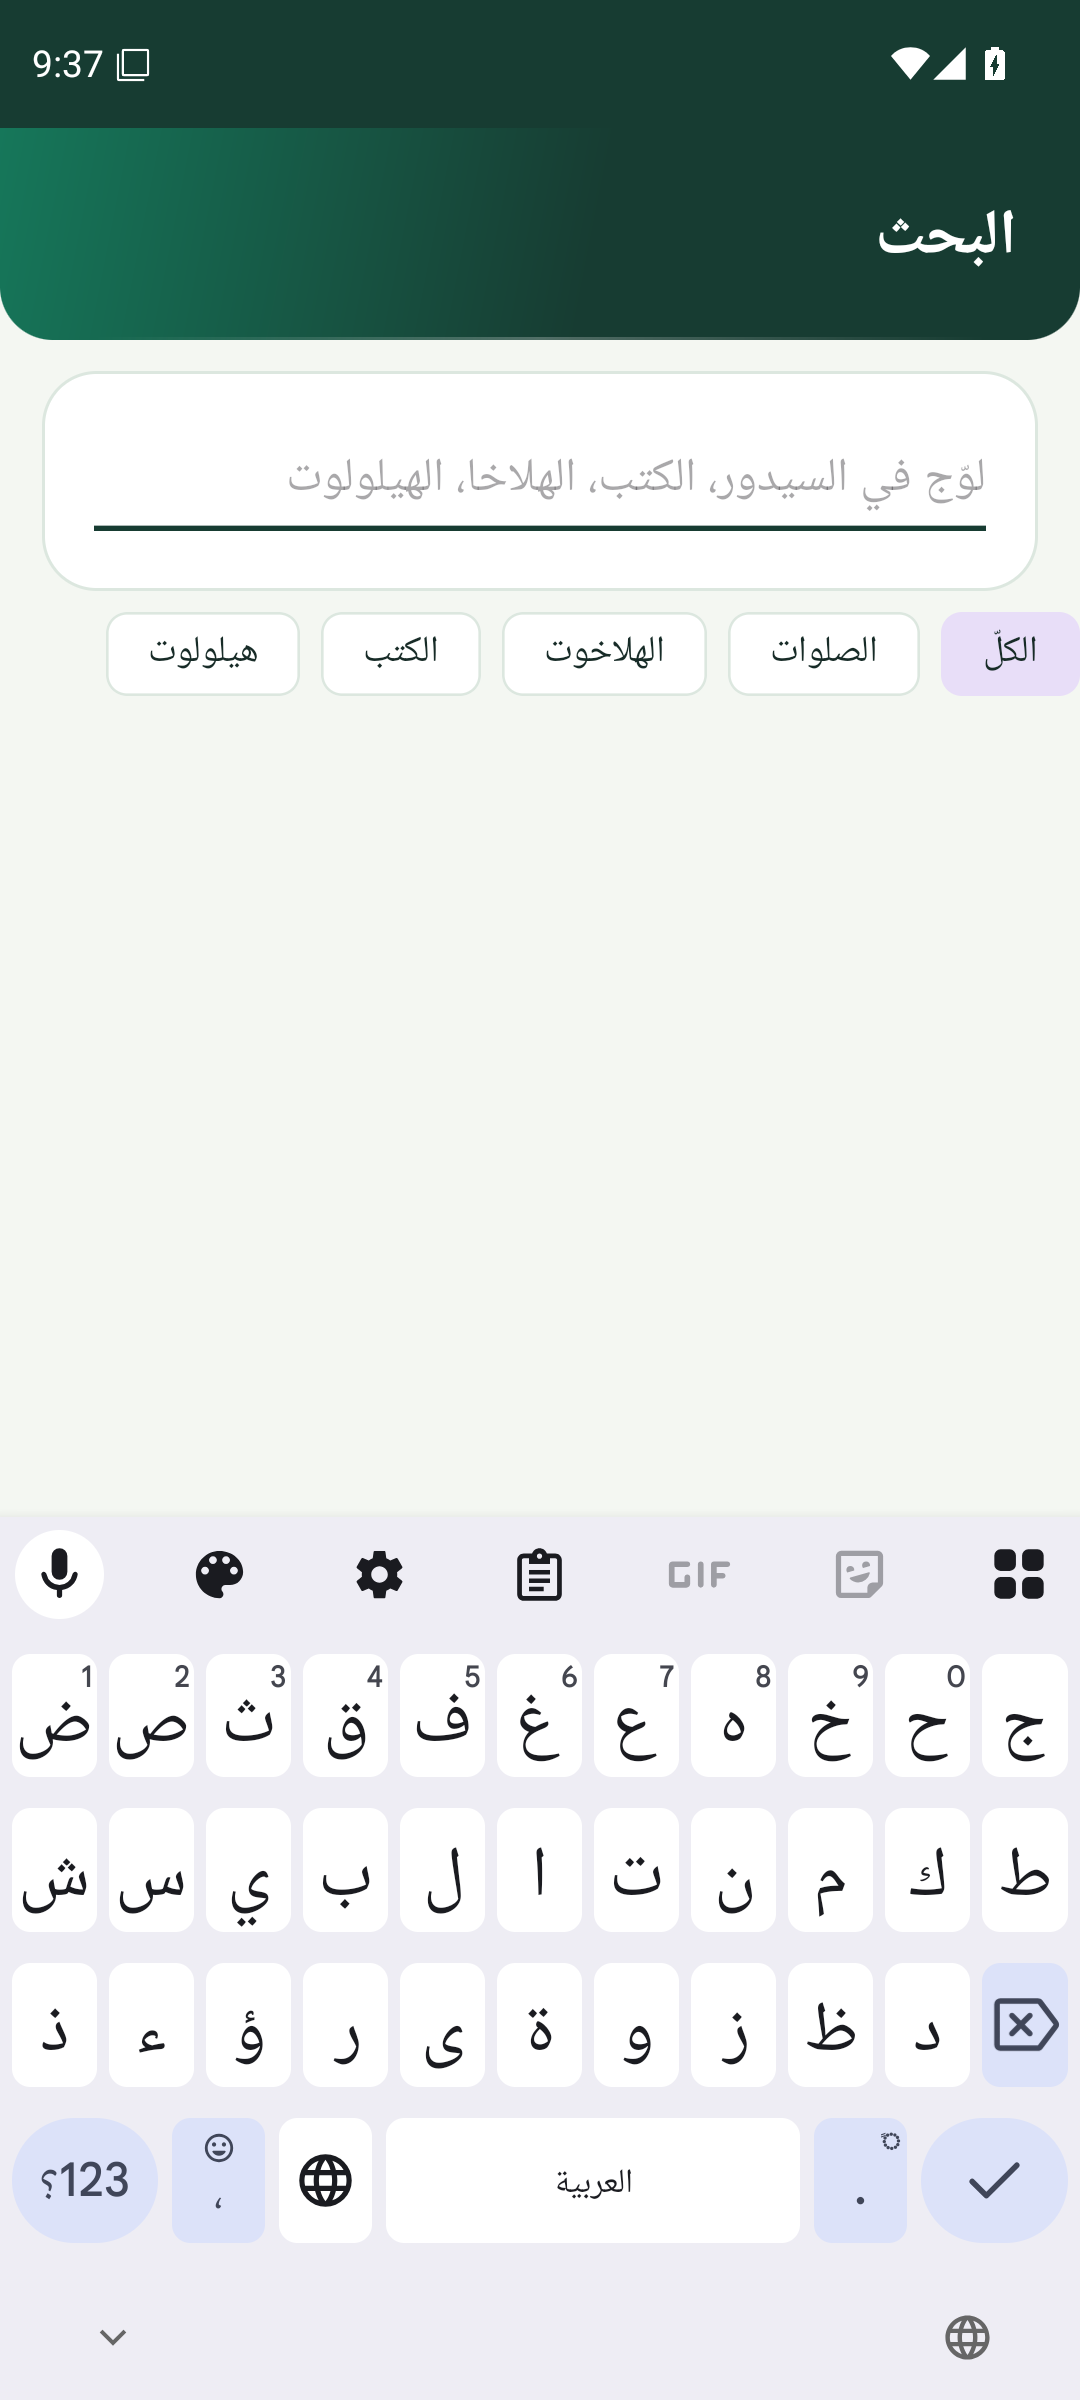 9:37
البحث
لوّج في السيدور، الكتب، الهلاخا، الهيلولوت
الكلّ الصلوات الهلاخوت الكتب هيلولوت
GIF
1 2 3 4 5 6 7 8 9 0
ض ص ث ق ف غ ع ه خ ح ج
ش س ي ب ل ا ت ن م ك ط
ذ ء ؤ ر ى ة و ز ظ د
؟123 ، العربية .